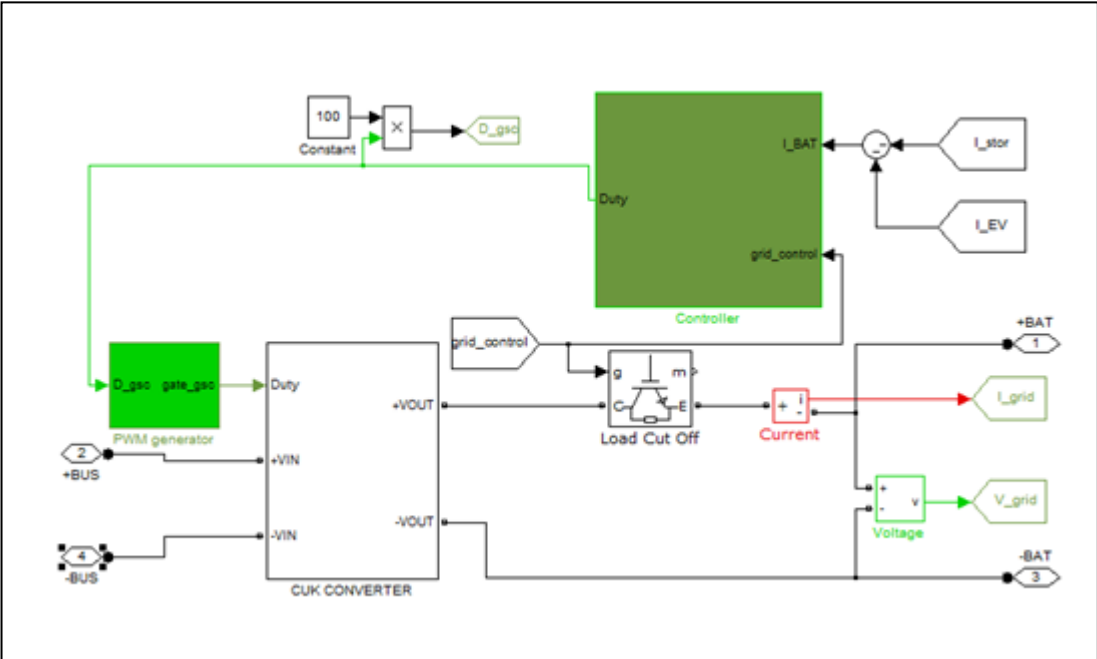 100
Constant
×
D_gsc
I_BAT
I_stor
Duty
I_EV
grid_control
Controller
grid_control
+BAT
1
D_gsc
gate_gsc
PWM generator
Duty
+VOUT
g
m
C
E
Load Cut Off
+
i
-
Current
I_grid
2
+BUS
+VIN
+
-
v
Voltage
V_grid
-VOUT
4
-BUS
-VIN
CUK CONVERTER
-BAT
3
- -